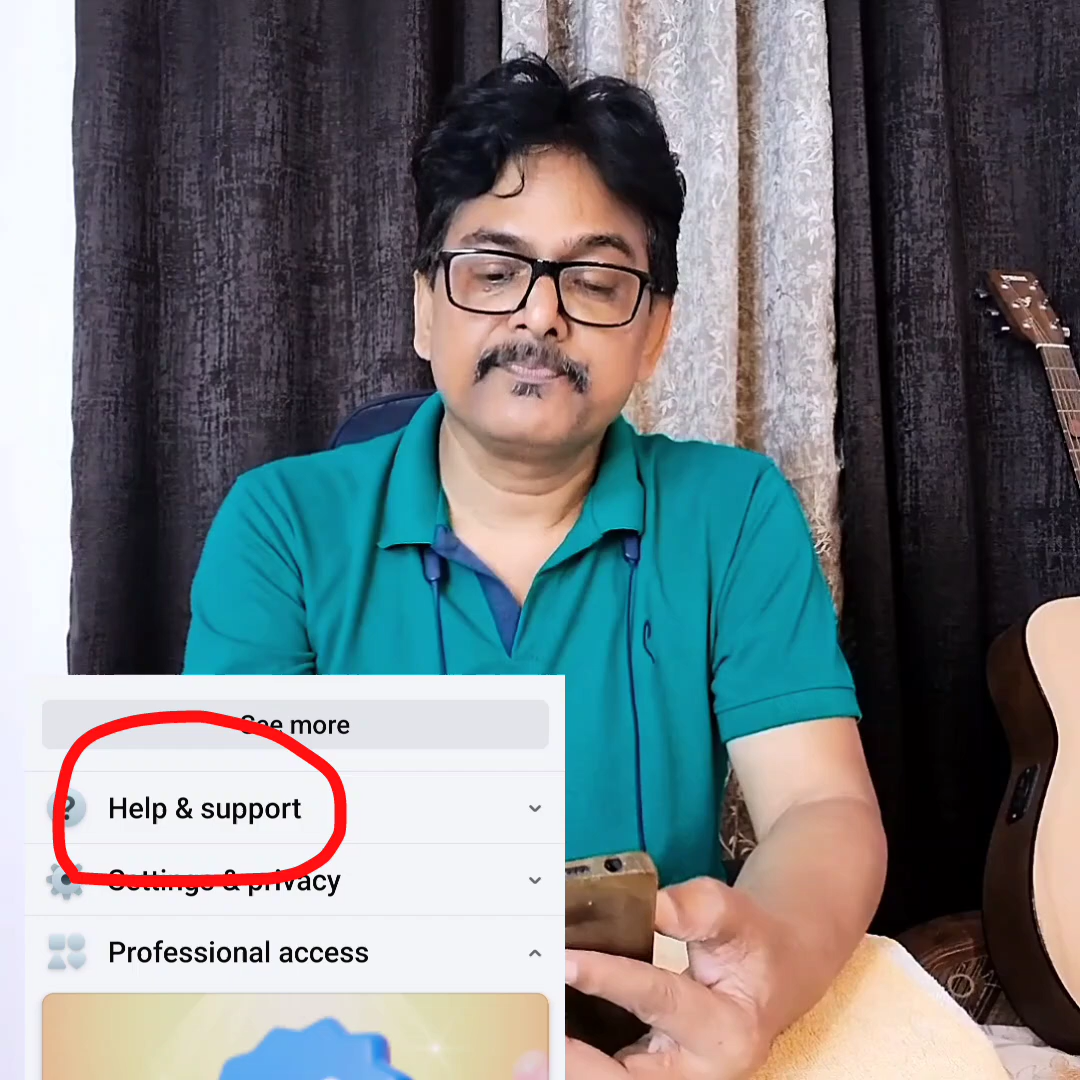 See more
Help & support
Settings & privacy
Professional access